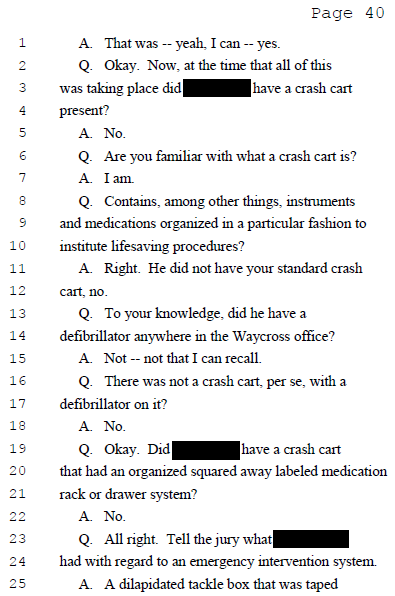 Page 40
1 A. That was -- yeah, I can -- yes.
2 Q. Okay. Now, at the time that all of this
3 was taking place did have a crash cart
4 present?
5 A. No.
6 Q. Are you familiar with what a crash cart is?
7 A. I am.
8 Q. Contains, among other things, instruments
9 and medications organized in a particular fashion to
10 institute lifesaving procedures?
11 A. Right. He did not have your standard crash
12 cart, no.
13 Q. To your knowledge, did he have a
14 defibrillator anywhere in the Waycross office?
15 A. Not -- not that I can recall.
16 Q. There was not a crash cart, per se, with a
17 defibrillator on it?
18 A. No.
19 Q. Okay. Did have a crash cart
20 that had an organized squared away labeled medication
21 rack or drawer system?
22 A. No.
23 Q. All right. Tell the jury what
24 had with regard to an emergency intervention system.
25 A. A dilapidated tackle box that was taped